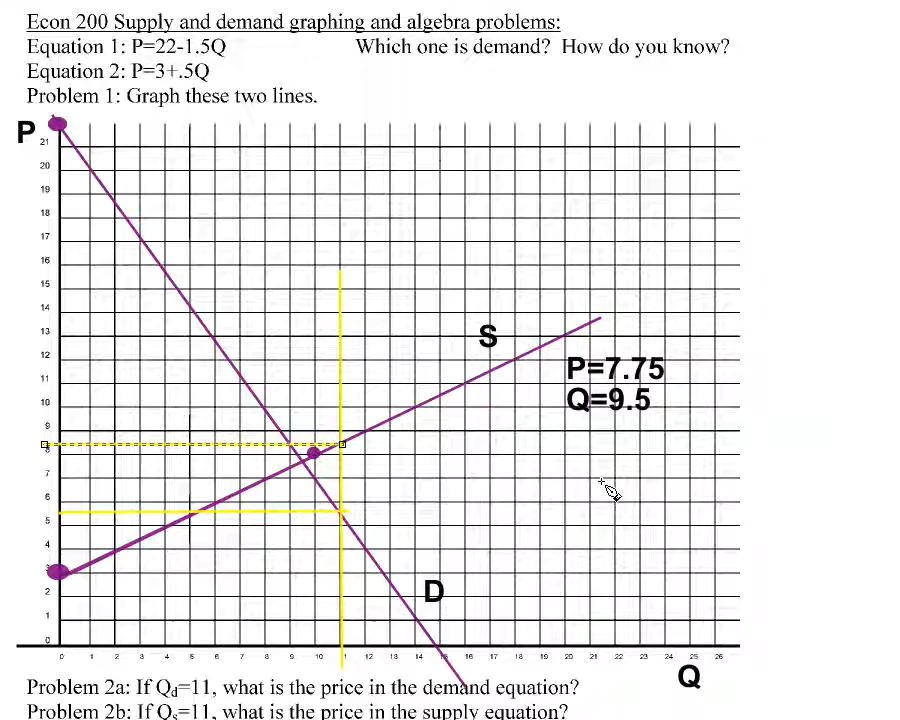 Econ 200 Supply and demand graphing and algebra problems:
Equation 1: P=22-1.5Q Which one is demand? How do you know?
Equation 2: P=3+.5Q
Problem 1: Graph these two lines.
P
21
20
19
18
17
16
15
14
13
S
12
P=7.75
11
Q=9.5
10
9
8
7
6
5
4
3
2
D
1
0
0 1 2 3 4 5 6 7 8 9 10 11 12 13 14 15 16 17 18 19 20 21 22 23 24 25 26
Q
Problem 2a: If Qd=11, what is the price in the demand equation?
Problem 2b: If Qs=11, what is the price in the supply equation?